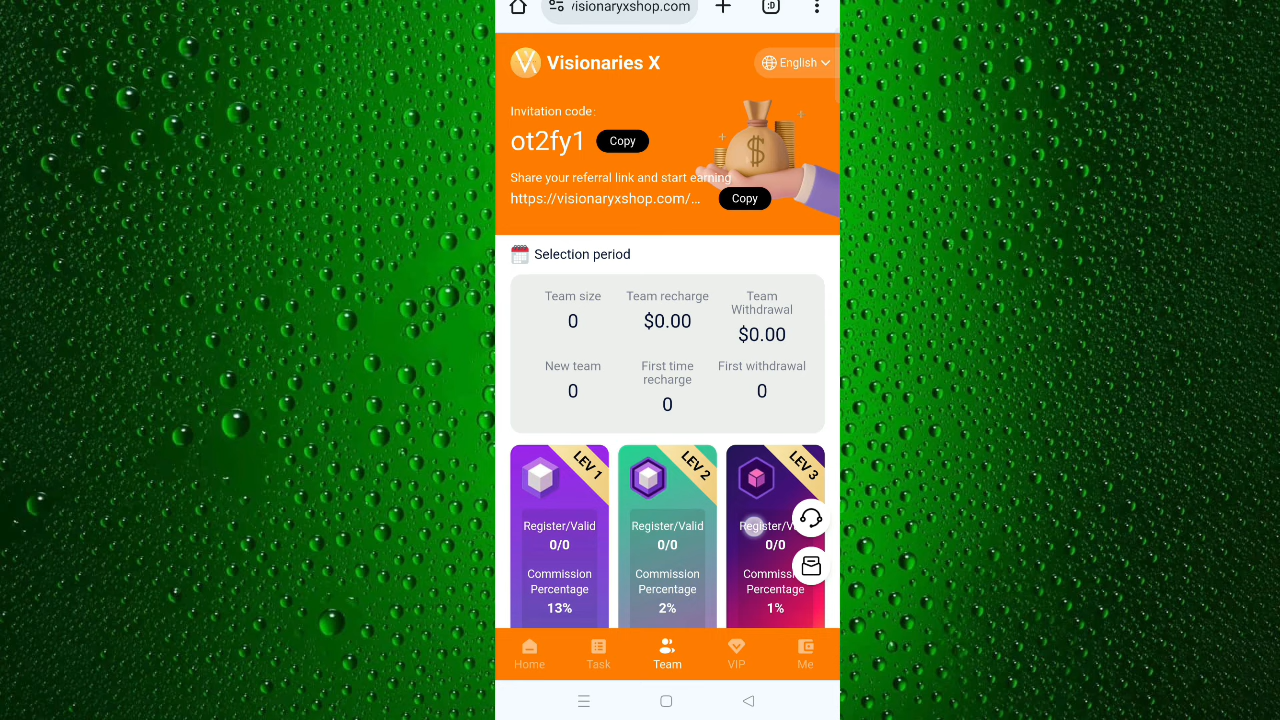 isionaryxshop.com
:D
Visionaries X
English
Invitation code:
ot2fy1
Copy
Share your referral link and start earning
https://visionaryxshop.com/...
Copy
Selection period
Team size
Team recharge
Team
Withdrawal
0
$0.00
$0.00
New team
First time
recharge
First withdrawal
0
0
0
LEV 1
LEV 2
LEV 3
Register/Valid
Register/Valid
Register/V
0/0
0/0
0/0
Commission
Percentage
Commission
Percentage
Commiss
Percentage
13%
2%
1%
Home
Task
Team
VIP
Me